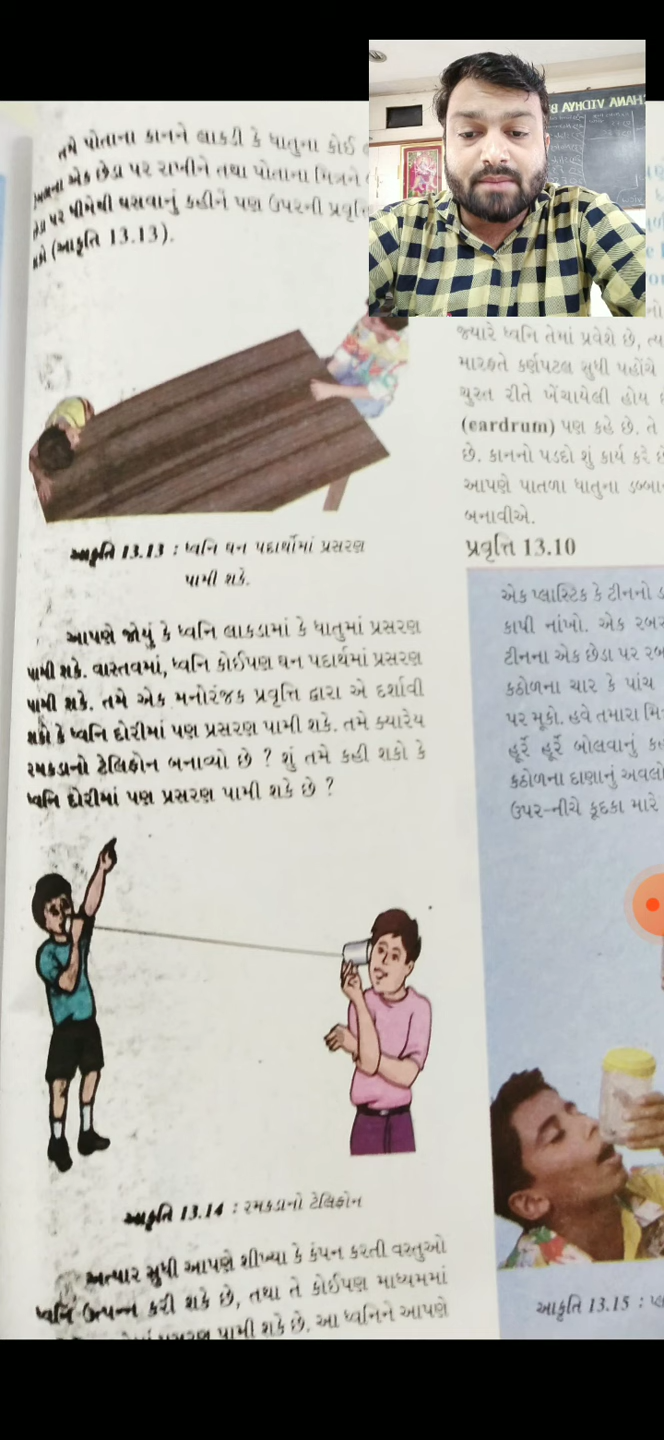 તમે પોતાના કાનને લાકડી કે ધાતુના કોઈ
એક છેડા પર રાખીને તથા પોતાના મિત્રને
પર ધીમેથી ઘસવાનું કહીને પણ ઉપરની
શકો (આકૃતિ 13.13).
આકૃતિ 13.13 : ધ્વનિ ઘન પદાર્થોમાં પ્રસરણ
પામી શકે.
આપણે જોયું કે ધ્વનિ લાકડામાં કે ધાતુમાં પ્રસરણ
પામી શકે. વાસ્તવમાં, ધ્વનિ કોઈપણ ઘન પદાર્થમાં પ્રસરણ
પામી શકે. તમે એક મનોરંજક પ્રવૃત્તિ દ્વારા એ દર્શાવી
શકો કે ધ્વનિ દોરીમાં પણ પ્રસરણ પામી શકે. તમે ક્યારેય
રમકડાનો ટેલિફોન બનાવ્યો છે ? શું તમે કહી શકો કે
ધ્વનિ દોરીમાં પણ પ્રસરણ પામી શકે છે ?
આકૃતિ 13.14 : રમકડાનો ટેલિફોન
અત્યાર સુધી આપણે શીખ્યા કે કંપન કરતી વસ્તુઓ
ધ્વનિ ઉત્પન્ન કરી શકે છે, તથા તે કોઈપણ માધ્યમમાં
પ્રસરણ પામી શકે છે. આ ધ્વનિને આપણે
જ્યારે ધ્વનિ તેમાં પ્રવેશે છે,
મારફતે કર્ણપટલ સુધી પહોંચે
ચુસ્ત રીતે ખેંચાયેલી હોય
(eardrum) પણ કહે છે. તે
છે. કાનનો પડદો શું કાર્ય કરે
આપણે પાતળા ધાતુના
બનાવીએ.
પ્રવૃત્તિ 13.10
એક પ્લાસ્ટિક કે ટીનનો
કાપી નાંખો. એક
ટીનના એક છેડા પર
કઠોળના ચાર કે પાંચ
પર મૂકો. હવે તમારા
હૂર્રે હૂર્રે બોલવાનું
કઠોળના દાણાનું
ઉપર-નીચે કૂદકા મારે
આકૃતિ 13.15 :